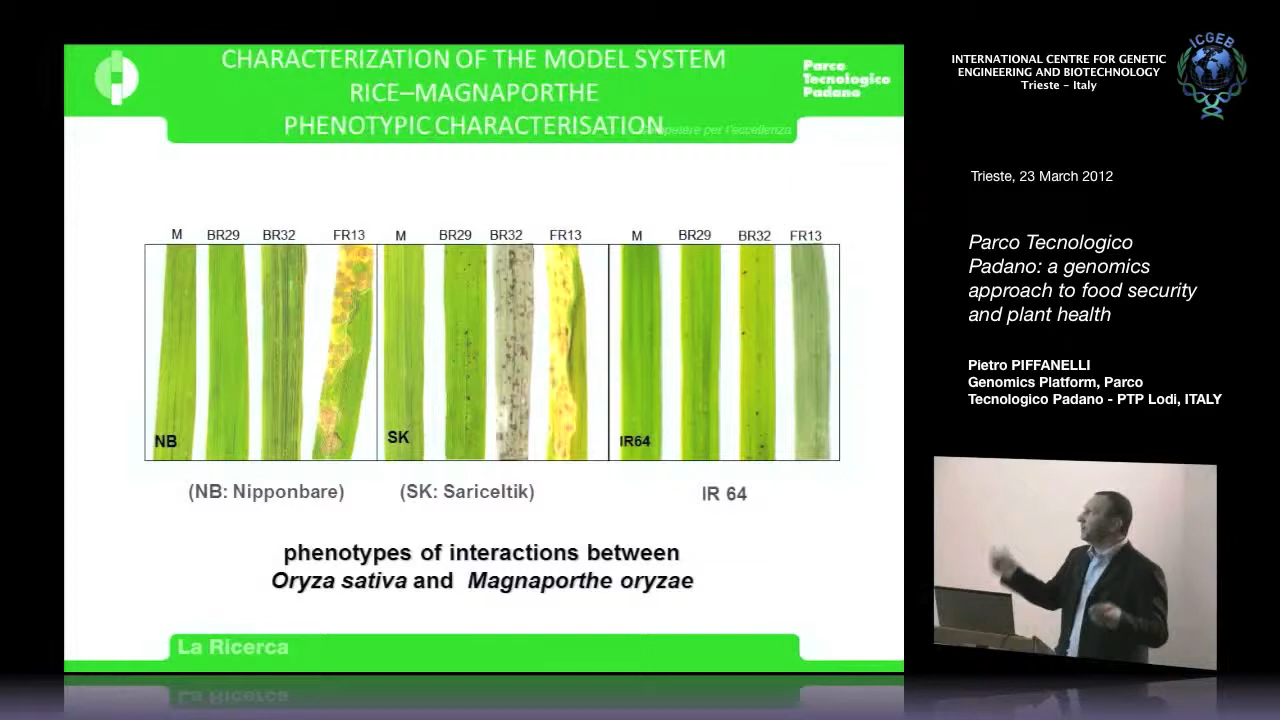 CHARACTERIZATION OF THE MODEL SYSTEM
RICE–MAGNAPORTHE
PHENOTYPIC CHARACTERISATION
Parco
Tecnologico
Padano
per l'eccellenza
M BR29 BR32 FR13 M BR29 BR32 FR13 M BR29 BR32 FR13
NB SK IR64
(NB: Nipponbare) (SK: Sariceltik) IR 64
phenotypes of interactions between
Oryza sativa and Magnaporthe oryzae
La Ricerca
INTERNATIONAL CENTRE FOR GENETIC
ENGINEERING AND BIOTECHNOLOGY
Trieste - Italy
ICGEB
Trieste, 23 March 2012
Parco Tecnologico
Padano: a genomics
approach to food security
and plant health
Pietro PIFFANELLI
Genomics Platform, Parco
Tecnologico Padano - PTP Lodi, ITALY